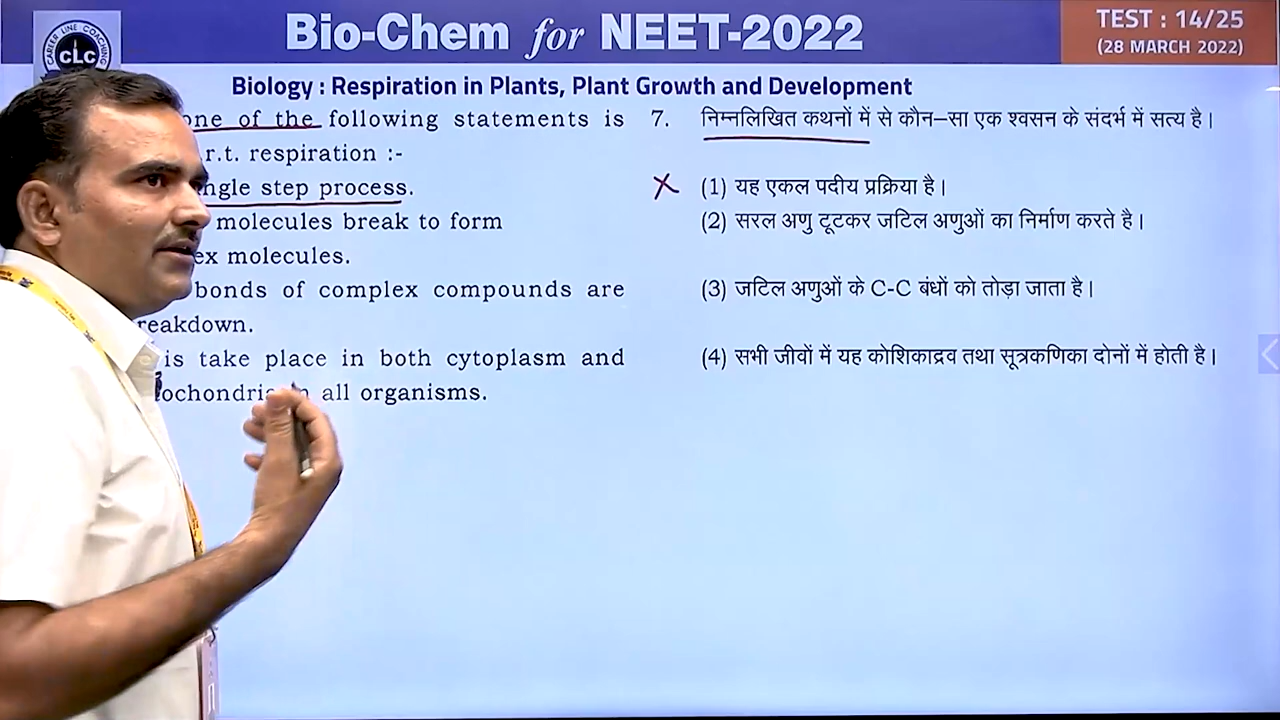 Bio-Chem for NEET-2022
TEST : 14/25
(28 MARCH 2022)
CAREER LINE COACHING
CLC
Biology : Respiration in Plants, Plant Growth and Development
one of the following statements is
.r.t. respiration :-
ngle step process.
molecules break to form
ex molecules.
bonds of complex compounds are
reakdown.
is take place in both cytoplasm and
all organisms.
7. निम्नलिखित कथनों में से कौन–सा एक श्वसन के संदर्भ में सत्य है।
(1) यह एकल पदीय प्रक्रिया है।
(2) सरल अणु टूटकर जटिल अणुओं का निर्माण करते है।
(3) जटिल अणुओं के C-C बंधों को तोड़ा जाता है।
(4) सभी जीवों में यह कोशिकाद्रव तथा सूत्रकणिका दोनों में होती है।